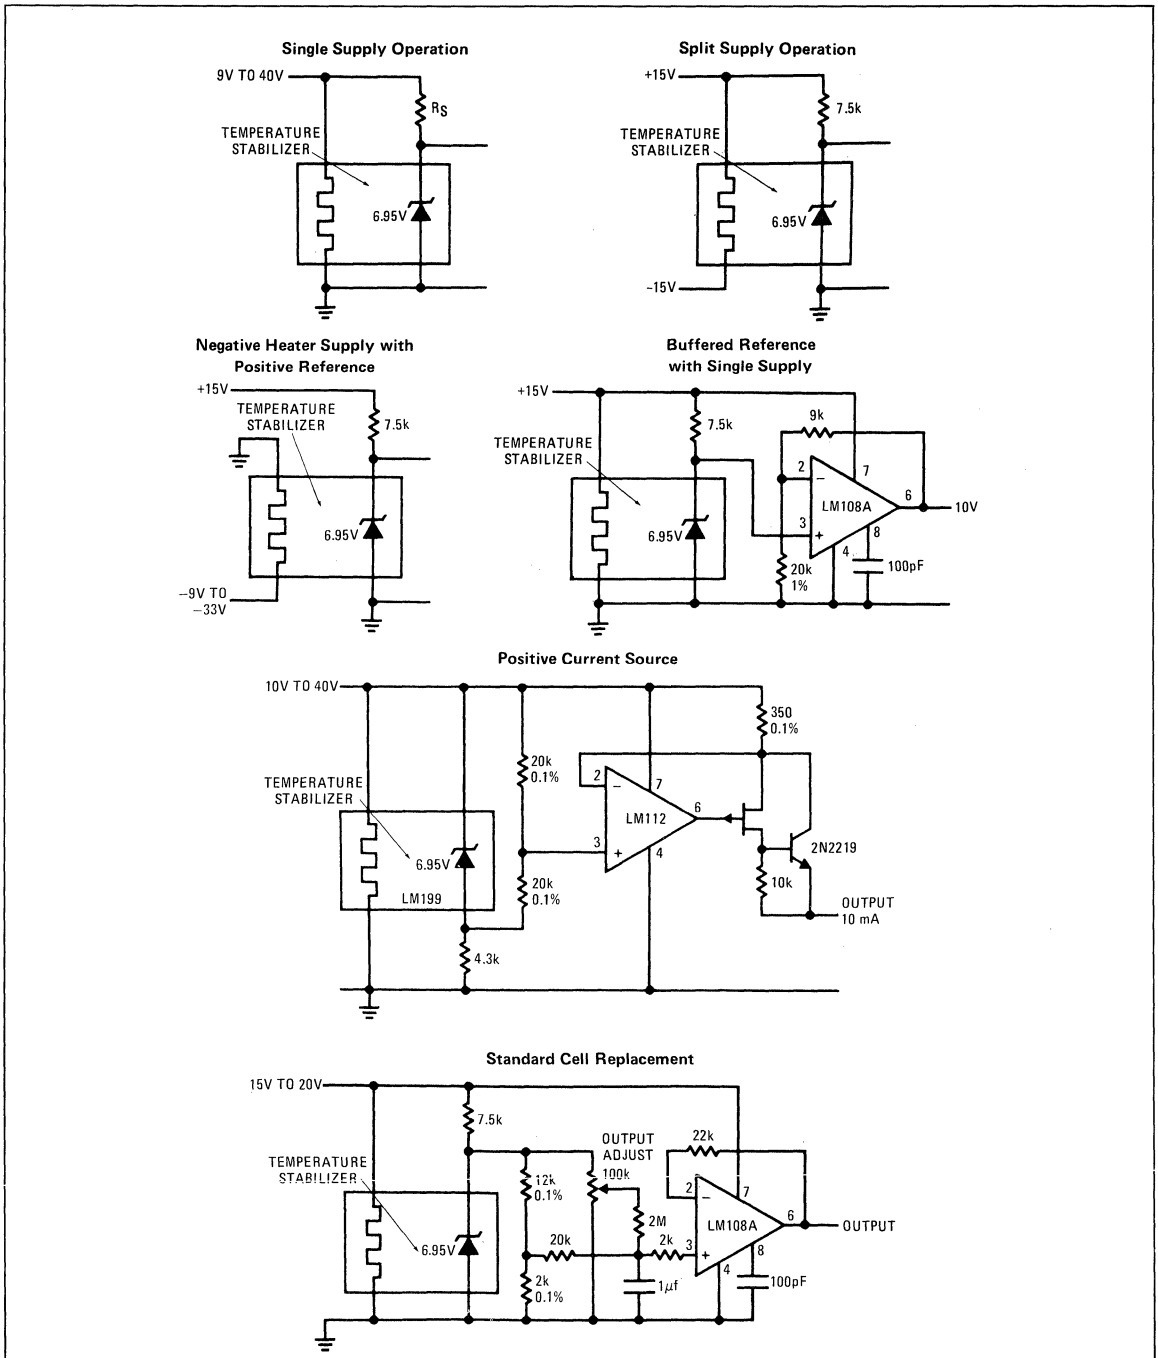 Single Supply Operation
9V TO 40V
RS
TEMPERATURE
STABILIZER
6.95V
Split Supply Operation
+15V
7.5k
TEMPERATURE
STABILIZER
6.95V
-15V
Negative Heater Supply with
Positive Reference
+15V
TEMPERATURE
STABILIZER
7.5k
6.95V
-9V TO
-33V
Buffered Reference
with Single Supply
+15V
7.5k
9k
TEMPERATURE
STABILIZER
2
-
7
LM108A
6
10V
3
+
8
4
6.95V
20k
1%
100pF
Positive Current Source
10V TO 40V
350
0.1%
20k
0.1%
TEMPERATURE
STABILIZER
2
-
7
LM112
6
3
+
4
2N2219
6.95V
LM199
20k
0.1%
10k
OUTPUT
10 mA
4.3k
Standard Cell Replacement
15V TO 20V
7.5k
OUTPUT
ADJUST
100k
22k
TEMPERATURE
STABILIZER
12k
0.1%
2
-
7
LM108A
6
OUTPUT
2M
20k
2k
3
+
8
4
6.95V
2k
0.1%
1µf
100pF